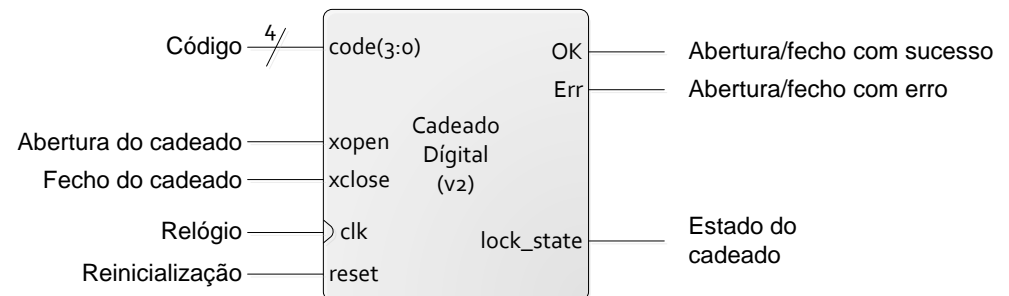 Código
4
code(3:0)
OK
Abertura/fecho com sucesso
Err
Abertura/fecho com erro
Abertura do cadeado
xopen
Cadeado
Dígital
(v2)
Fecho do cadeado
xclose
Relógio
clk
lock_state
Estado do
cadeado
Reinicialização
reset